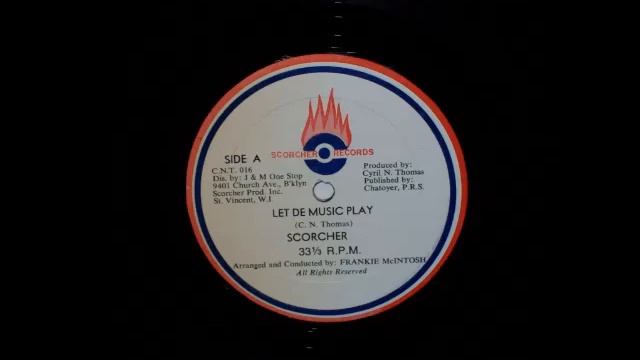 SCORCHER RECORDS
SIDE A
C.N.T. 016
Dis. by: J & M One Stop
9401 Church Ave., B'klyn
Scorcher Prod. Inc.
St. Vincent, W.I
Produced by:
Cyril N. Thomas
Published by:
Chatoyer, P.R.S.
LET DE MUSIC PLAY
(C. N. Thomas)
SCORCHER
33⅓ R.P.M.
Arranged and Conducted by: FRANKIE McINTOSH
All Rights Reserved